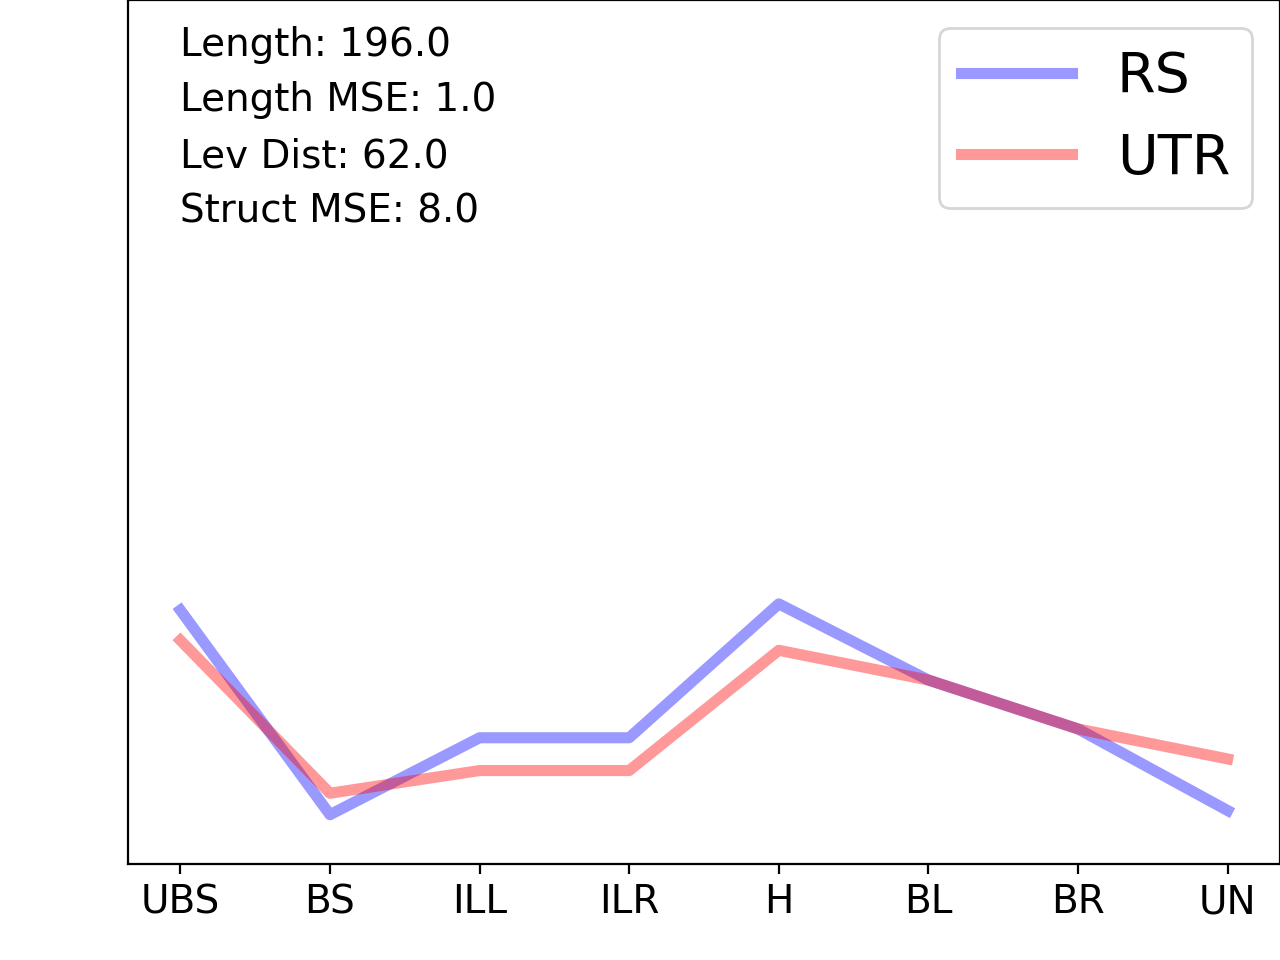 Length: 196.0
Length MSE: 1.0
Lev Dist: 62.0
Struct MSE: 8.0
RS
UTR
UBS BS ILL ILR H BL BR UN